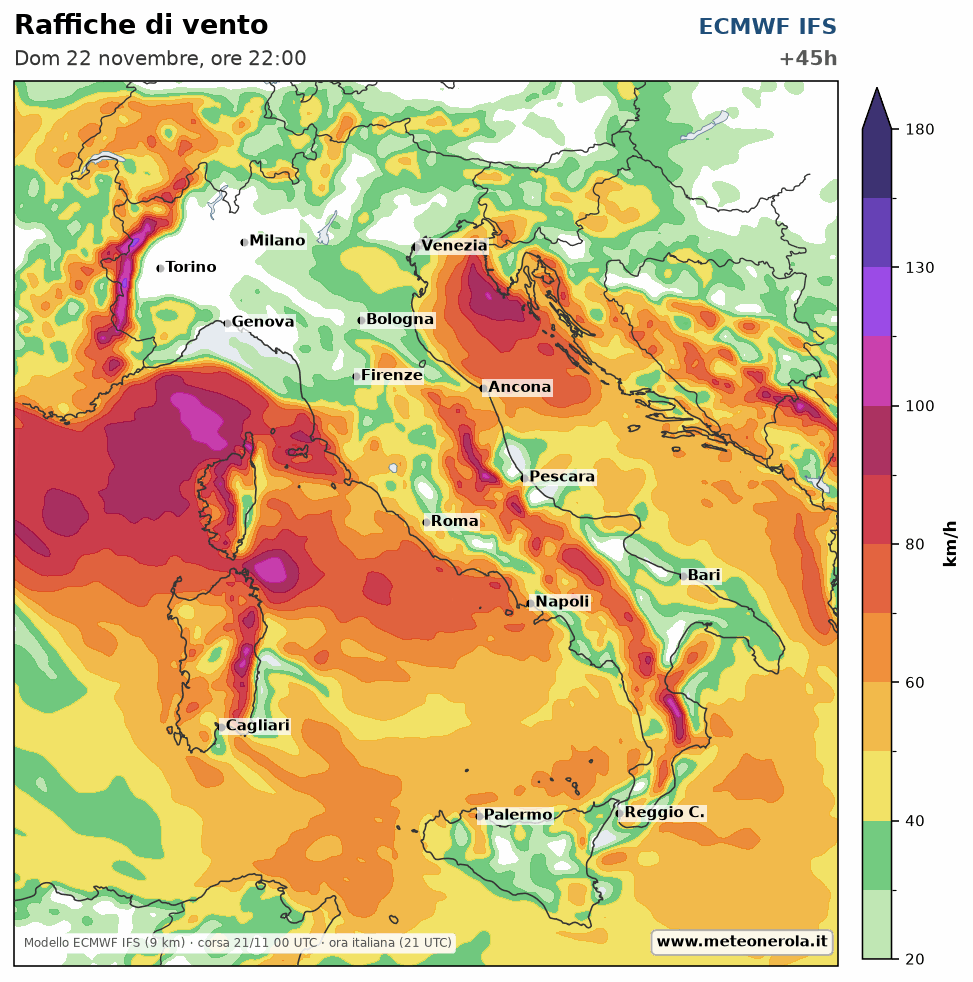 Raffiche di vento
ECMWF IFS
Dom 22 novembre, ore 22:00
+45h
180
130
100
80
60
40
20
km/h
Milano
Venezia
Torino
Genova
Bologna
Firenze
Ancona
Pescara
Roma
Bari
Napoli
Cagliari
Palermo
Reggio C.
Modello ECMWF IFS (9 km) · corsa 21/11 00 UTC · ora italiana (21 UTC)
www.meteonerola.it